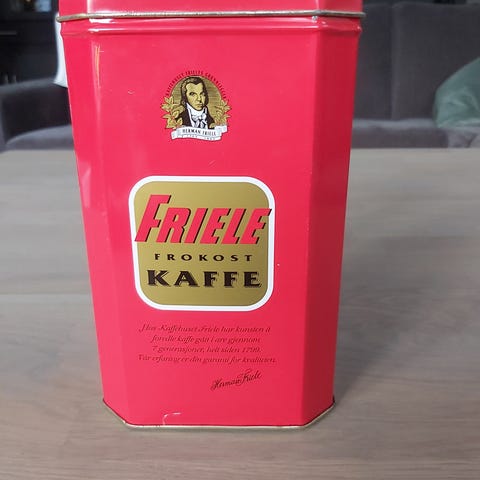 HERMAN FRIELE
FRIELE
FROKOST
KAFFE
Hos Kaffehuset Friele har kunsten å
foredle kaffe gått i arv gjennom
7 generasjoner, helt siden 1799.
Vår erfaring er din garanti for kvaliteten.
Herman Friele